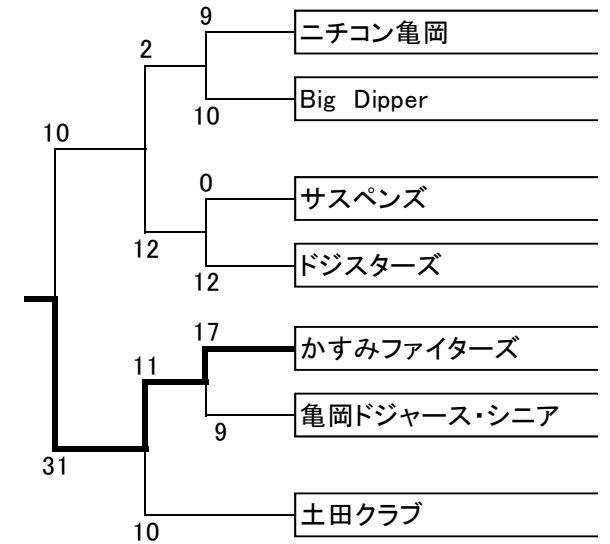 9
ニチコン亀岡
2
Big Dipper
10
10
0
サスペンズ
12
ドジスターズ
12
17
かすみファイターズ
11
亀岡ドジャース・シニア
9
31
土田クラブ
10